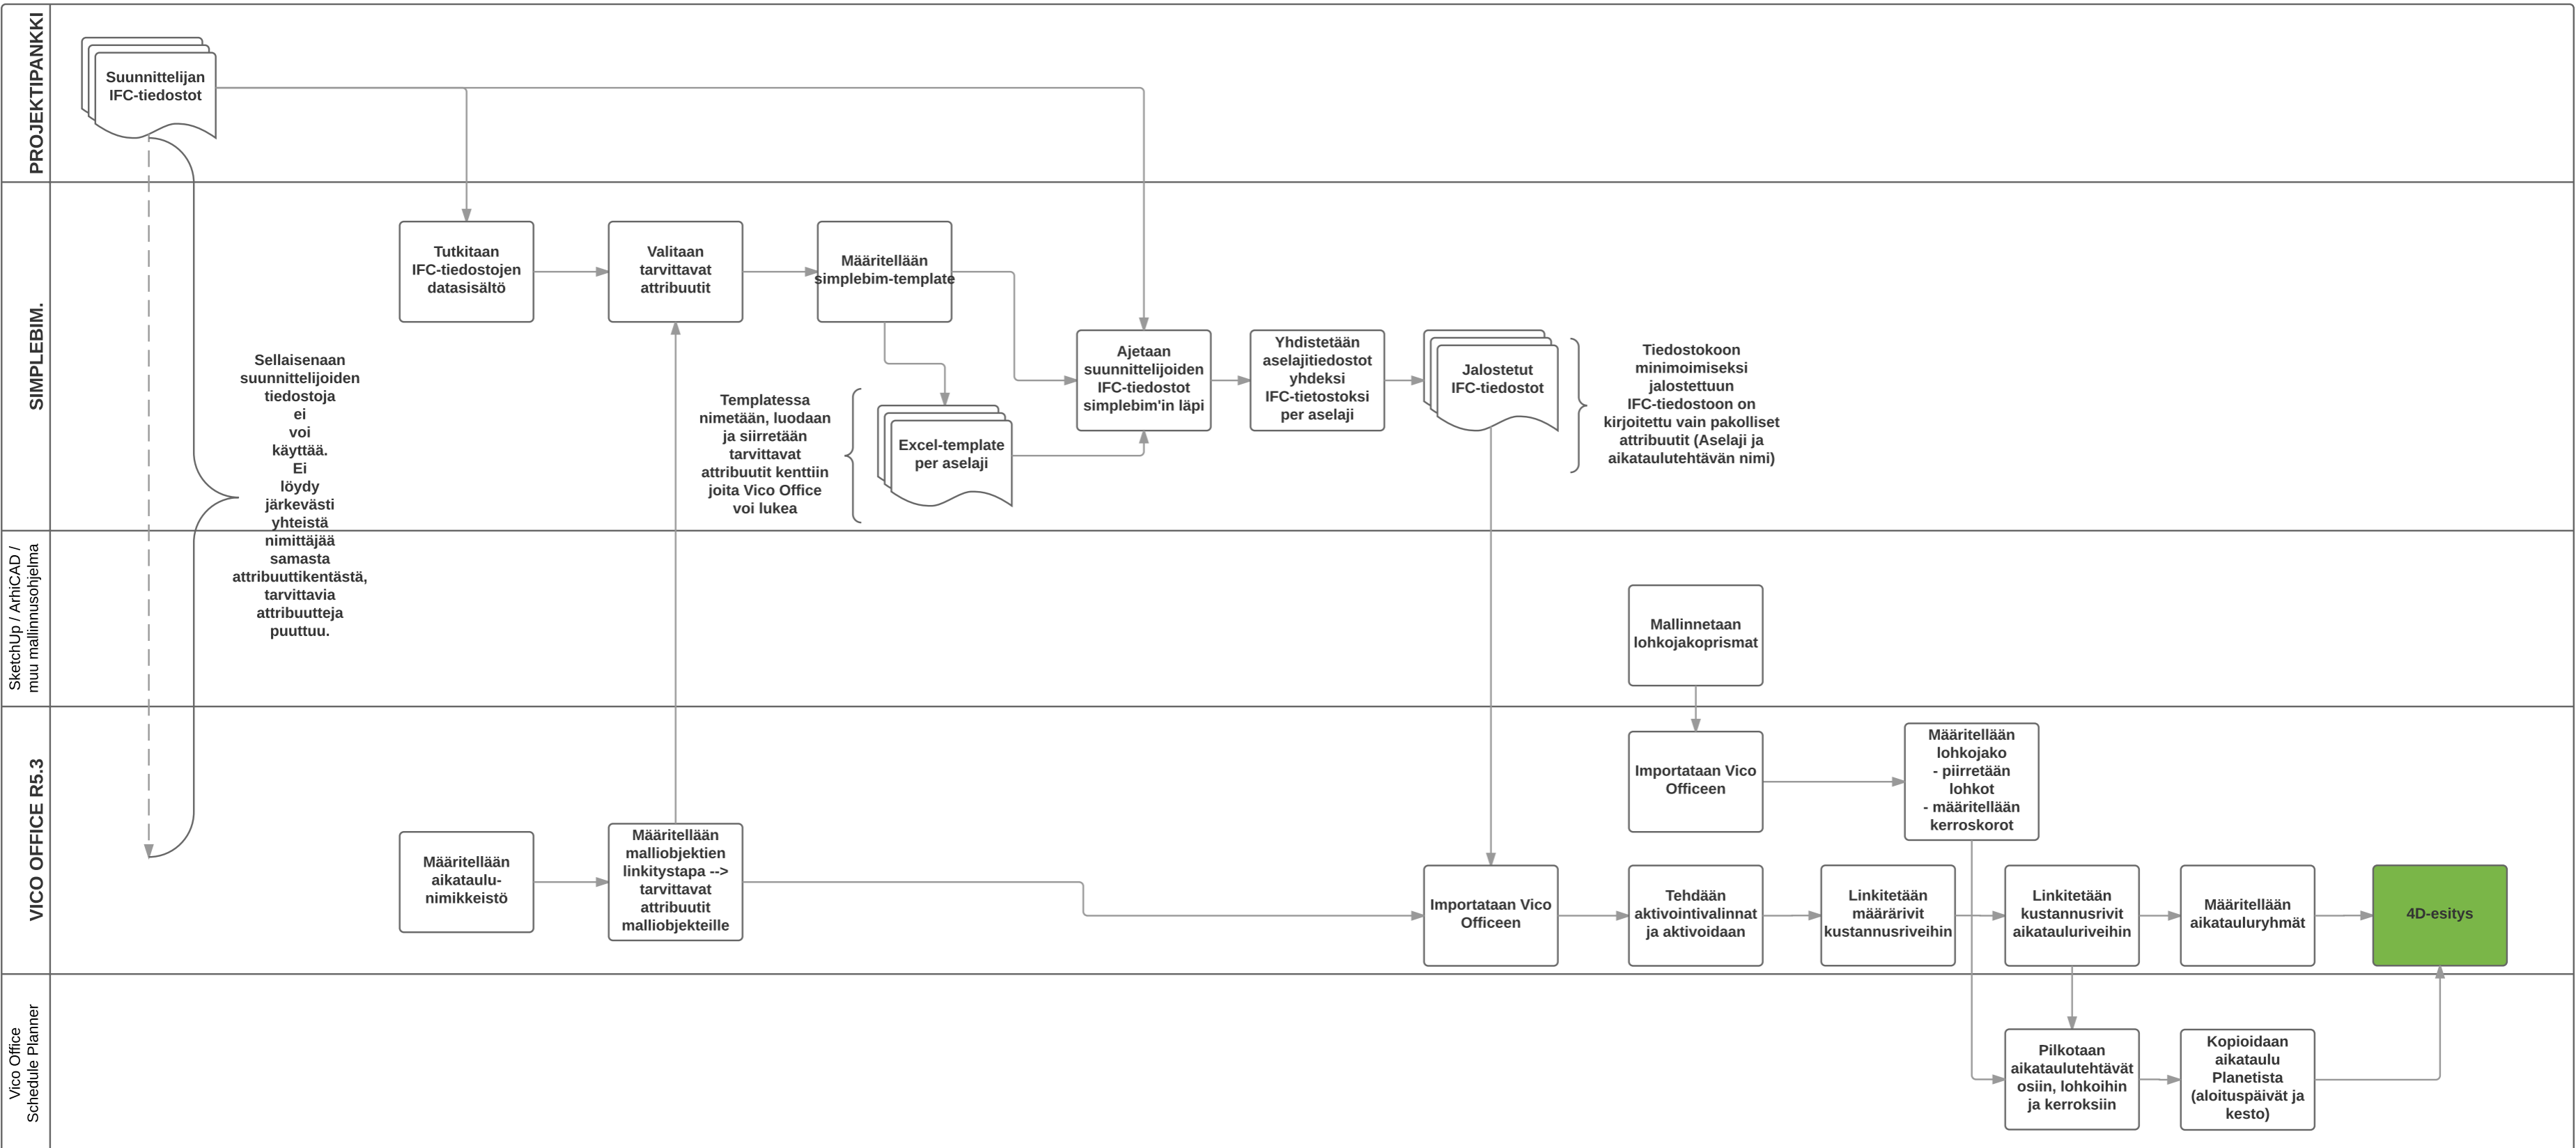 PROJEKTIPANKKI
Suunnittelijan
IFC-tiedostot
SIMPLEBIM.
Tutkitaan
IFC-tiedostojen
datasisältö
Valitaan
tarvittavat
attribuutit
Määritellään
simplebim-template
Sellaisenaan
suunnittelijoiden
tiedostoja
ei
voi
käyttää.
Ei
löydy
järkevästi
yhteistä
nimittäjää
samasta
attribuuttikentästä,
tarvittavia
attribuutteja
puuttuu.
Templatessa
nimetään, luodaan
ja siirretään
tarvittavat
attribuutit kenttiin
joita Vico Office
voi lukea
Excel-template
per aselaji
Ajetaan
suunnittelijoiden
IFC-tiedostot
simplebim'in läpi
Yhdistetään
aselajitiedostot
yhdeksi
IFC-tietostoksi
per aselaji
Jalostetut
IFC-tiedostot
Tiedostokoon
minimoimiseksi
jalostettuun
IFC-tiedostoon on
kirjoitettu vain pakolliset
attribuutit (Aselaji ja
aikataulutehtävän nimi)
SketchUp / ArhiCAD /
muu mallinnusohjelma
Mallinnetaan
lohkojakoprismat
VICO OFFICE R5.3
Importataan Vico
Officeen
Määritellään
lohkojako
- piirretään
lohkot
- määritellään
kerroskorot
Määritellään
aikataulu-
nimikkeistö
Määritellään
malliobjektien
linkitystapa -->
tarvittavat
attribuutit
malliobjekteille
Importataan Vico
Officeen
Tehdään
aktivointivalinnat
ja aktivoidaan
Linkitetään
määrärivit
kustannusriveihin
Linkitetään
kustannusrivit
aikatauluriveihin
Määritellään
aikatauluryhmät
4D-esitys
Vico Office
Schedule Planner
Pilkotaan
aikataulutehtävät
osiin, lohkoihin
ja kerroksiin
Kopioidaan
aikataulu
Planetista
(aloituspäivät ja
kesto)